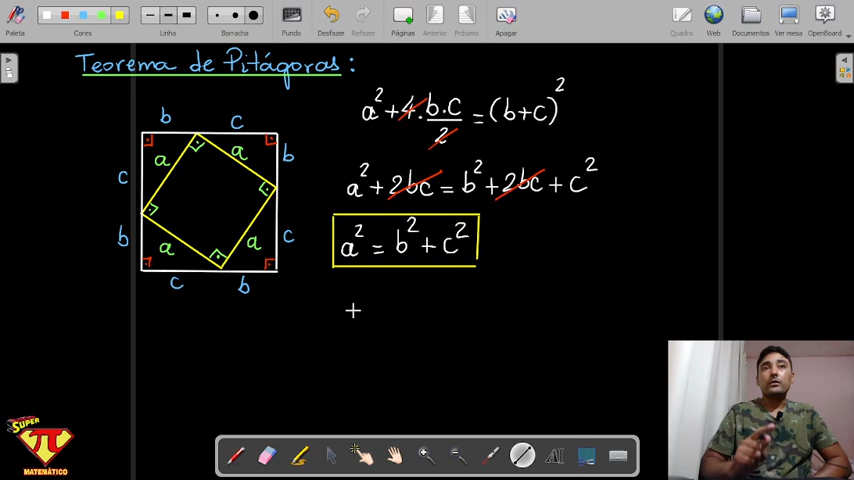 Paleta
Cores
Linha
Borracha
Fundo
Desfazer
Refazer
Páginas
Anterior
Próximo
Apagar
Quadro
Web
Documentos
Ver mesa
OpenBoard
Teorema de Pitágoras:
b c
a a b
c
b a a c
c b
a² + 4 . b.c/2 = (b+c)²
a² + 2bc = b² + 2bc + c²
a² = b² + c²
SUPER
π
MATEMÁTICO